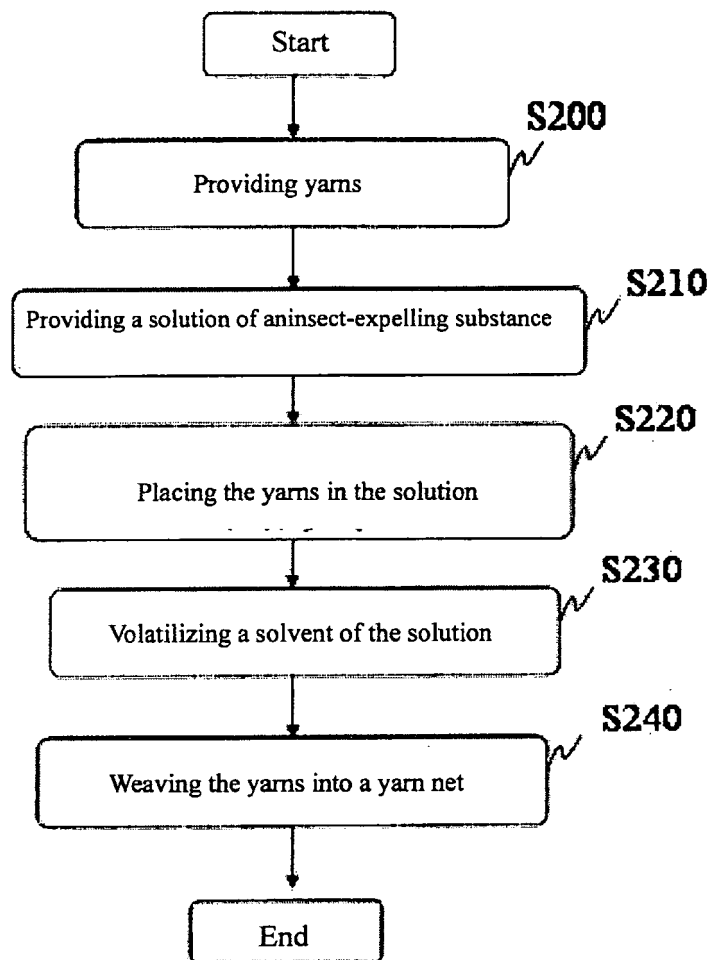 Start
S200
Providing yarns
S210
Providing a solution of aninsect-expelling substance
S220
Placing the yarns in the solution
S230
Volatilizing a solvent of the solution
S240
Weaving the yarns into a yarn net
End